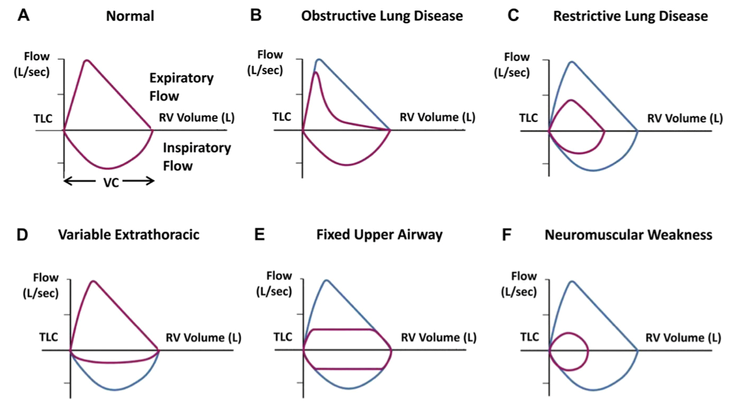 A Normal
Flow
(L/sec)
Expiratory
Flow
TLC RV Volume (L)
Inspiratory
Flow
VC
B Obstructive Lung Disease
Flow
(L/sec)
TLC RV Volume (L)
C Restrictive Lung Disease
Flow
(L/sec)
TLC RV Volume (L)
D Variable Extrathoracic
Flow
(L/sec)
TLC RV Volume (L)
E Fixed Upper Airway
Flow
(L/sec)
TLC RV Volume (L)
F Neuromuscular Weakness
Flow
(L/sec)
TLC RV Volume (L)